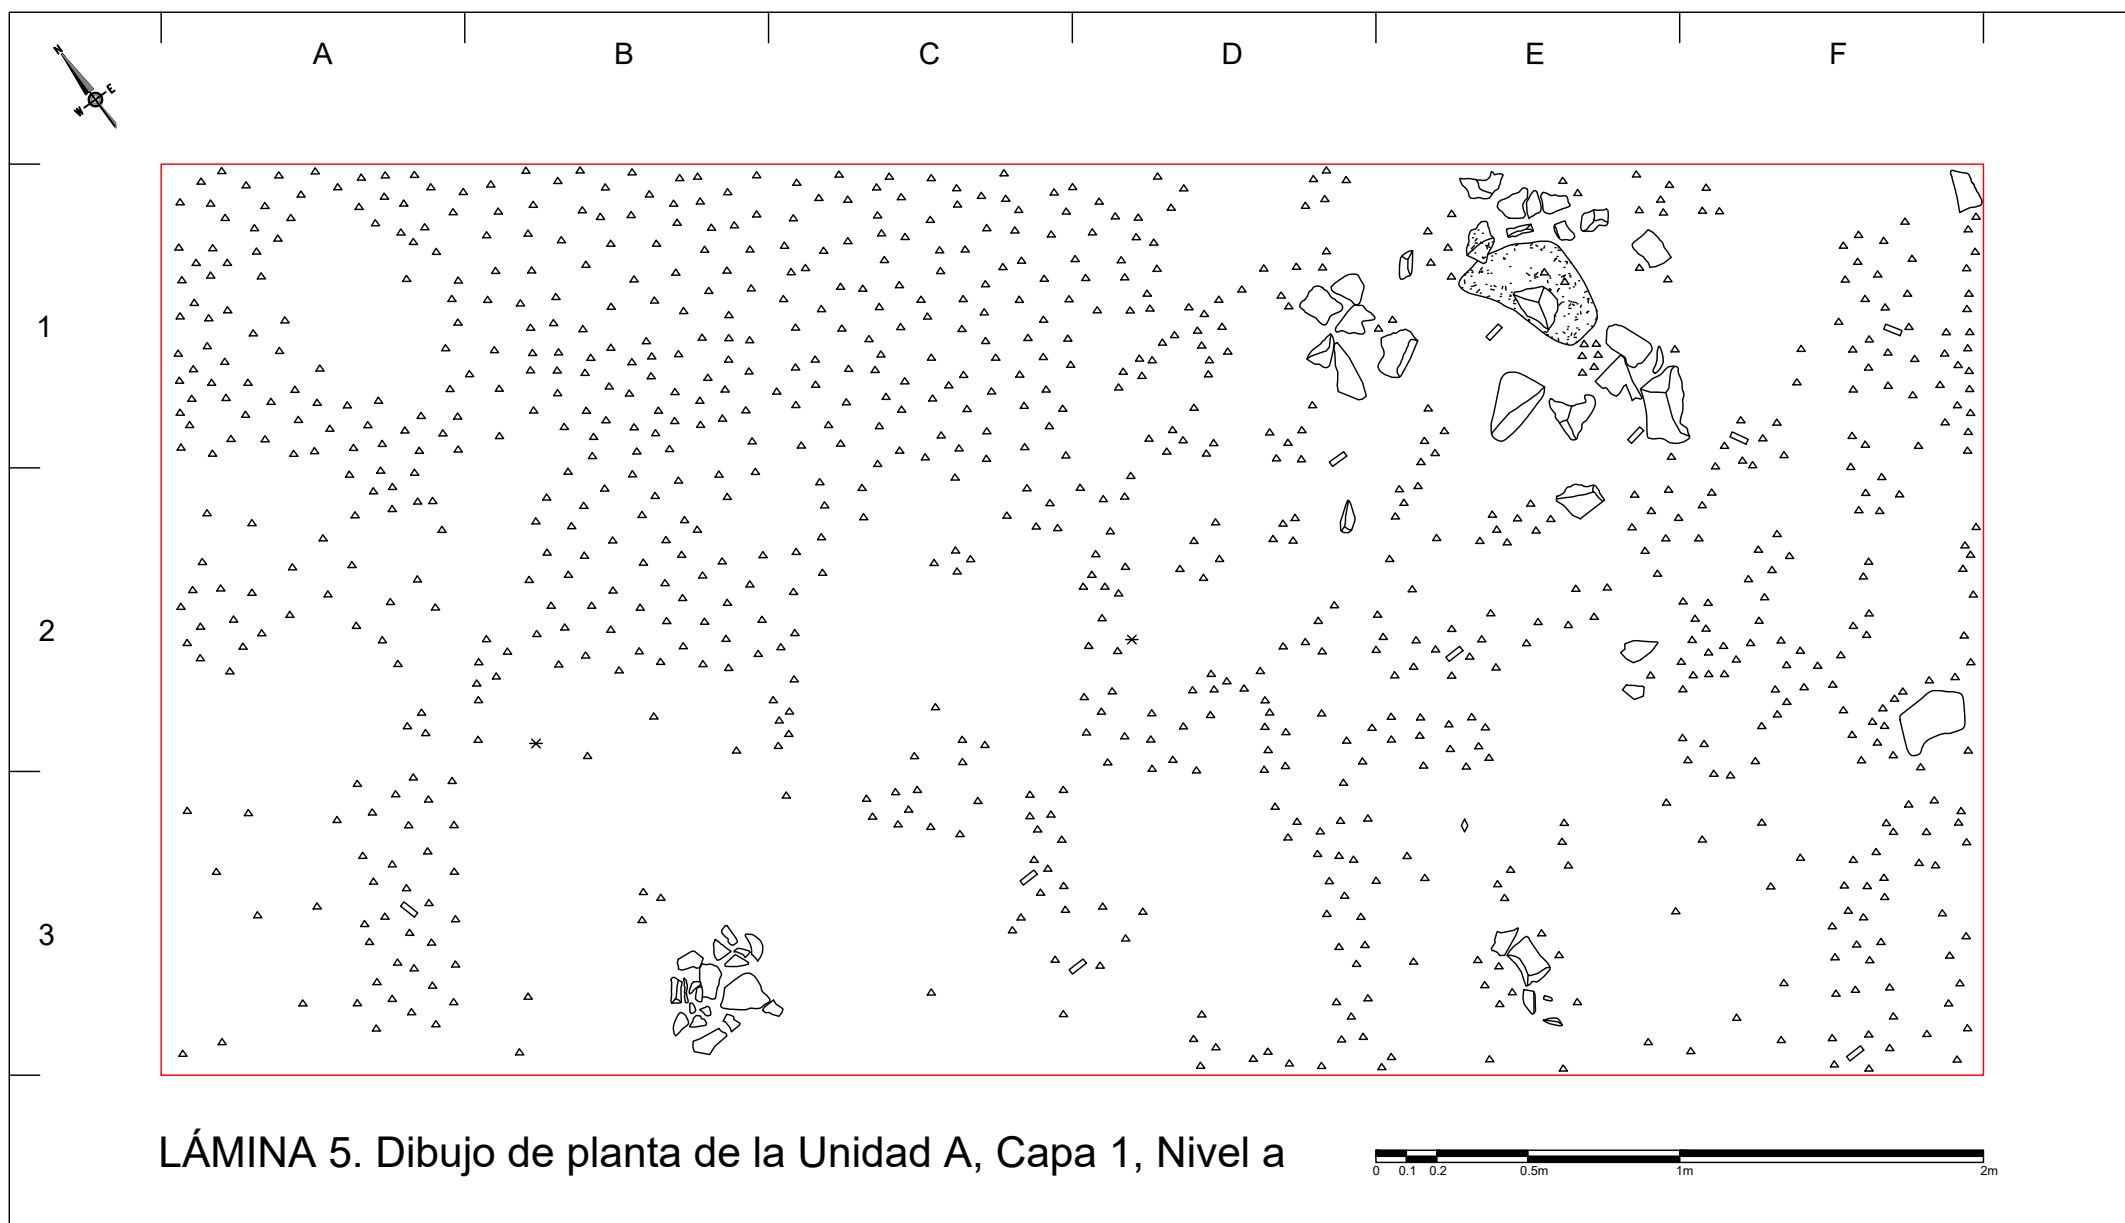 A B C D E F
N
E
W
1
2
3
LÁMINA 5. Dibujo de planta de la Unidad A, Capa 1, Nivel a
0 0.1 0.2 0.5m 1m 2m